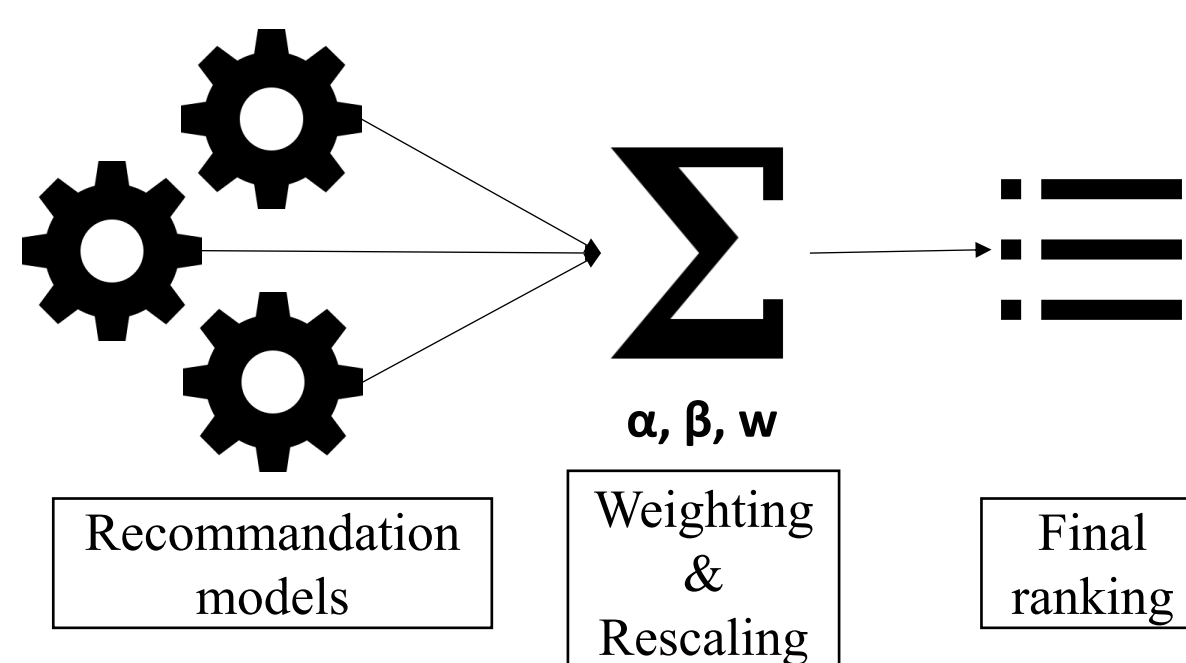 α, β, w
Recommandation
models
Weighting
&
Rescaling
Final
ranking